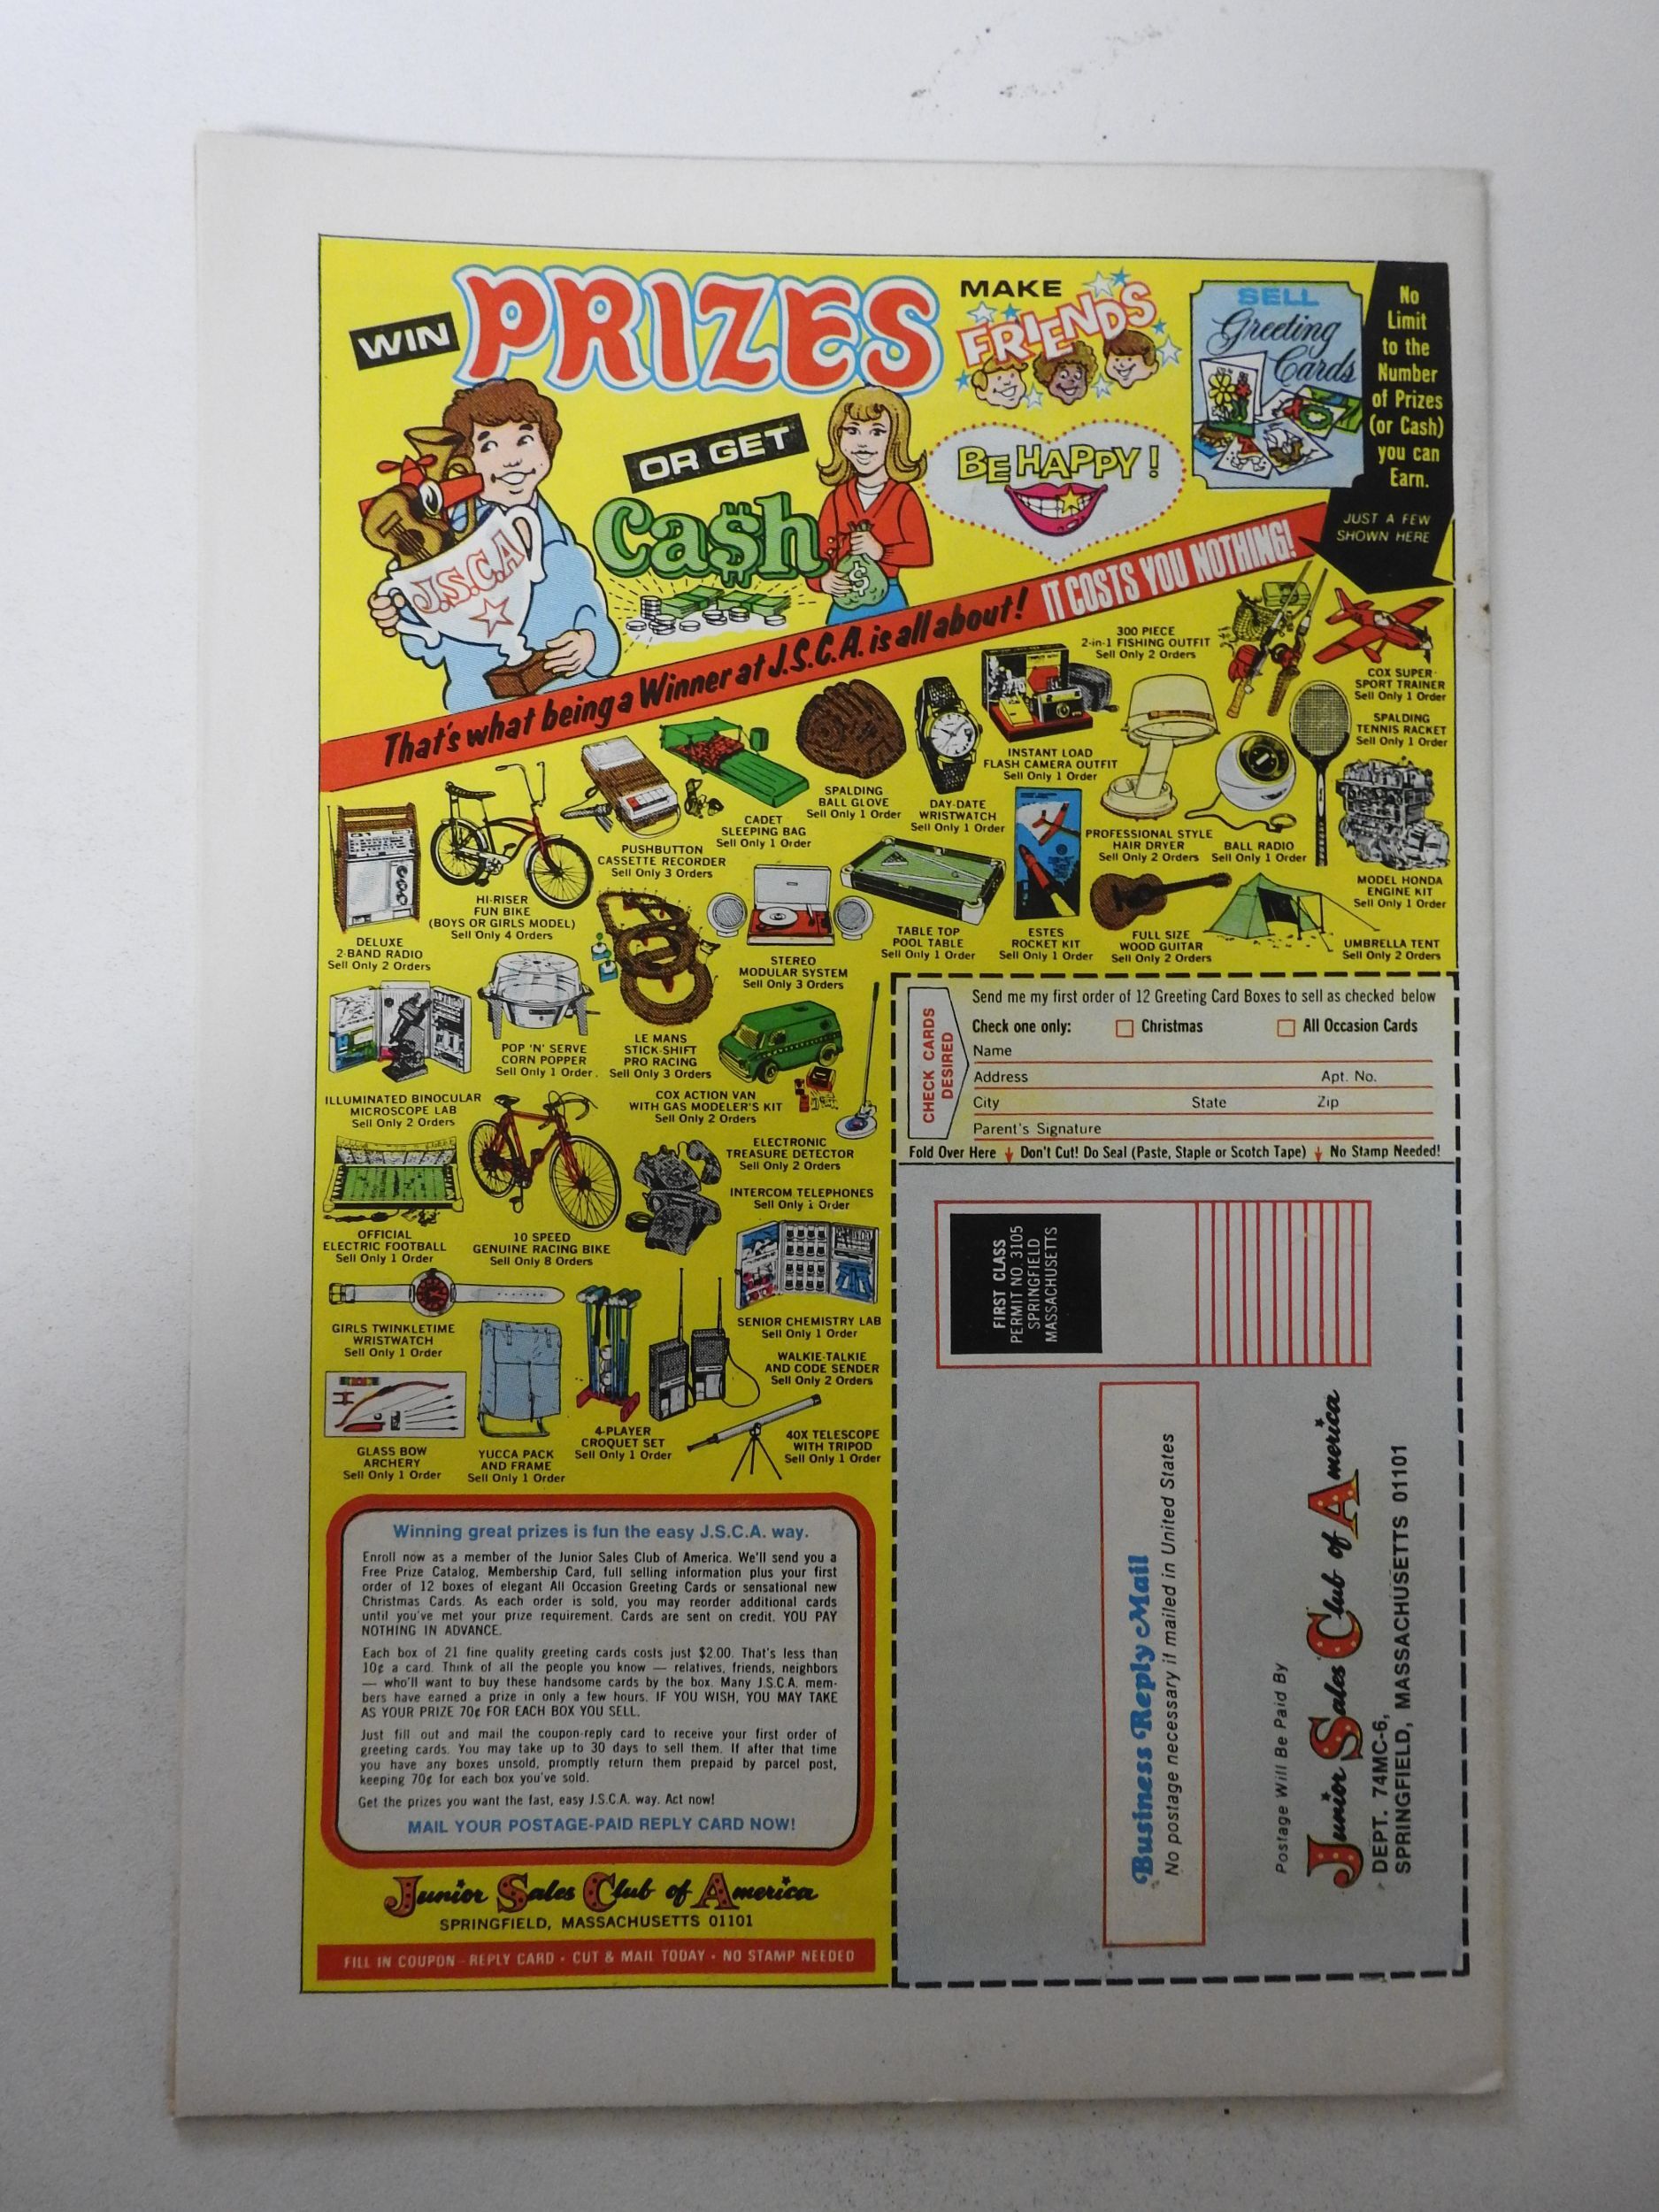 WIN PRIZES
OR GET
Ca$h
MAKE
FRIENDS
BE HAPPY!
SELL
Greeting
Cards
No
Limit
to the
Number
of Prizes
(or Cash)
you can
Earn.
JUST A FEW
SHOWN HERE
J.S.C.A
$
That's what being a Winner at J.S.C.A. is all about! IT COSTS YOU NOTHING!
300 PIECE
2-in-1 FISHING OUTFIT
Sell Only 2 Orders
COX SUPER-
SPORT TRAINER
Sell Only 1 Order
SPALDING
TENNIS RACKET
Sell Only 1 Order
INSTANT LOAD
FLASH CAMERA OUTFIT
Sell Only 1 Order
SPALDING
BALL GLOVE
Sell Only 1 Order
DAY-DATE
WRISTWATCH
Sell Only 1 Order
CADET
SLEEPING BAG
Sell Only 1 Order
PUSHBUTTON
CASSETTE RECORDER
Sell Only 3 Orders
PROFESSIONAL STYLE
HAIR DRYER
Sell Only 2 Orders
BALL RADIO
Sell Only 1 Order
MODEL HONDA
ENGINE KIT
Sell Only 1 Order
HI-RISER
FUN BIKE
(BOYS OR GIRLS MODEL)
Sell Only 4 Orders
DELUXE
2-BAND RADIO
Sell Only 2 Orders
STEREO
MODULAR SYSTEM
Sell Only 3 Orders
TABLE TOP
POOL TABLE
Sell Only 1 Order
ESTES
ROCKET KIT
Sell Only 1 Order
FULL SIZE
WOOD GUITAR
Sell Only 2 Orders
UMBRELLA TENT
Sell Only 2 Orders
POP 'N' SERVE
CORN POPPER
Sell Only 1 Order.
LE MANS
STICK-SHIFT
PRO RACING
Sell Only 3 Orders
ILLUMINATED BINOCULAR
MICROSCOPE LAB
Sell Only 2 Orders
COX ACTION VAN
WITH GAS MODELER'S KIT
Sell Only 2 Orders
ELECTRONIC
TREASURE DETECTOR
Sell Only 2 Orders
INTERCOM TELEPHONES
Sell Only 1 Order
OFFICIAL
ELECTRIC FOOTBALL
Sell Only 1 Order
10 SPEED
GENUINE RACING BIKE
Sell Only 8 Orders
GIRLS TWINKLETIME
WRISTWATCH
Sell Only 1 Order
SENIOR CHEMISTRY LAB
Sell Only 1 Order
WALKIE-TALKIE
AND CODE SENDER
Sell Only 2 Orders
GLASS BOW
ARCHERY
Sell Only 1 Order
YUCCA PACK
AND FRAME
Sell Only 1 Order
4-PLAYER
CROQUET SET
Sell Only 1 Order
40X TELESCOPE
WITH TRIPOD
Sell Only 1 Order
Winning great prizes is fun the easy J.S.C.A. way.
Enroll now as a member of the Junior Sales Club of America. We'll send you a
Free Prize Catalog, Membership Card, full selling information plus your first
order of 12 boxes of elegant All Occasion Greeting Cards or sensational new
Christmas Cards. As each order is sold, you may reorder additional cards
until you've met your prize requirement. Cards are sent on credit. YOU PAY
NOTHING IN ADVANCE.
Each box of 21 fine quality greeting cards costs just $2.00. That's less than
10¢ a card. Think of all the people you know — relatives, friends, neighbors
— who'll want to buy these handsome cards by the box. Many J.S.C.A. mem-
bers have earned a prize in only a few hours. IF YOU WISH, YOU MAY TAKE
AS YOUR PRIZE 70¢ FOR EACH BOX YOU SELL.
Just fill out and mail the coupon-reply card to receive your first order of
greeting cards. You may take up to 30 days to sell them. If after that time
you have any boxes unsold, promptly return them prepaid by parcel post,
keeping 70¢ for each box you've sold.
Get the prizes you want the fast, easy J.S.C.A. way. Act now!
MAIL YOUR POSTAGE-PAID REPLY CARD NOW!
Junior Sales Club of America
SPRINGFIELD, MASSACHUSETTS 01101
FILL IN COUPON - REPLY CARD • CUT & MAIL TODAY • NO STAMP NEEDED
CHECK CARDS
DESIRED
Send me my first order of 12 Greeting Card Boxes to sell as checked below
Check one only: Christmas All Occasion Cards
Name
Address Apt. No.
City State Zip
Parent's Signature
Fold Over Here Don't Cut! Do Seal (Paste, Staple or Scotch Tape) No Stamp Needed!
FIRST CLASS
PERMIT NO. 3105
SPRINGFIELD
MASSACHUSETTS
Business Reply Mail
No postage necessary if mailed in United States
Postage Will Be Paid By
Junior Sales Club of America
DEPT. 74MC-6,
SPRINGFIELD, MASSACHUSETTS 01101